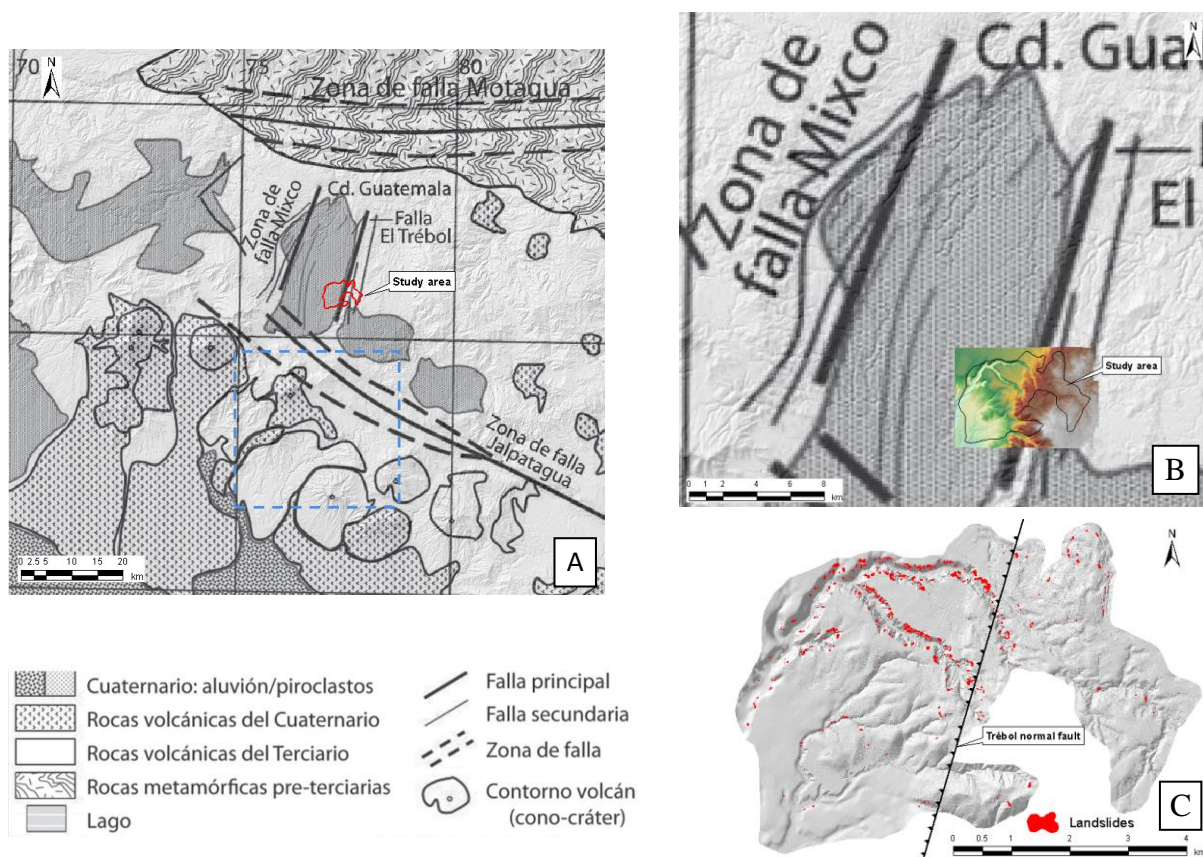 70
N
75
80
Zona de falla Motagua
Cd. Guatemala
Zona de
falla Mixco
Falla
El Trébol
Study area
Zona de falla
Jalpatagua
0 2.5 5 10 15 20
km
A
N
Cd. Gua
Zona de
falla Mixco
El
Study area
0 1 2 4 6 8
km
B
N
Trébol normal fault
Landslides
0 0.5 1 2 3 4
km
C
Cuaternario: aluvión/piroclastos
Rocas volcánicas del Cuaternario
Rocas volcánicas del Terciario
Rocas metamórficas pre-terciarias
Lago
Falla principal
Falla secundaria
Zona de falla
Contorno volcán
(cono-cráter)